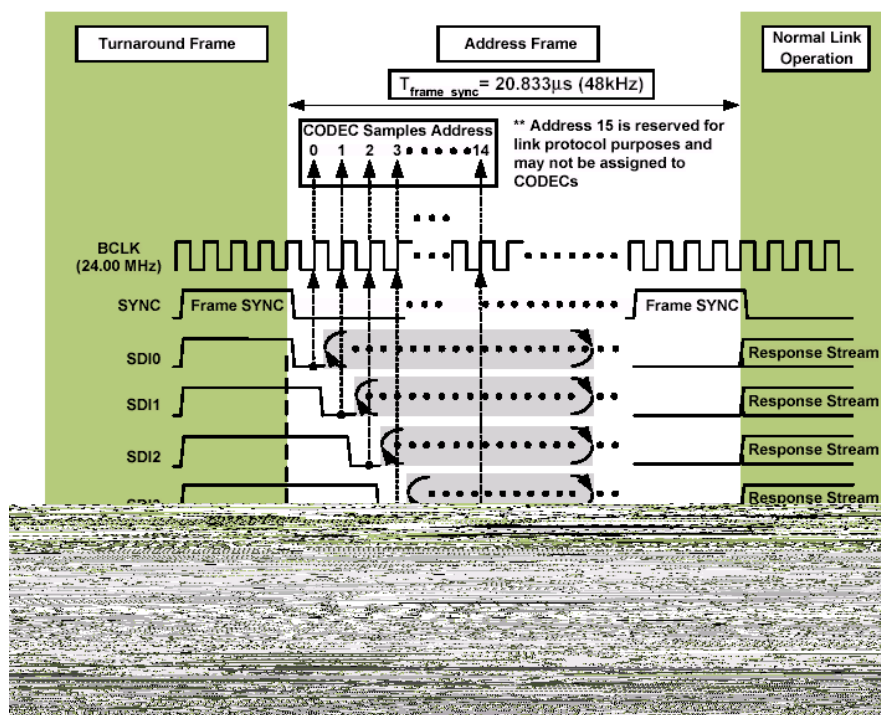 Turnaround Frame
Address Frame
Normal Link
Operation
Tframe sync= 20.833µs (48kHz)
CODEC Samples Address
0 1 2 3 14
** Address 15 is reserved for
link protocol purposes and
may not be assigned to
CODECs
BCLK
(24.00 MHz)
SYNC
Frame SYNC
Frame SYNC
SDI0
Response Stream
SDI1
Response Stream
SDI2
Response Stream
Response Stream